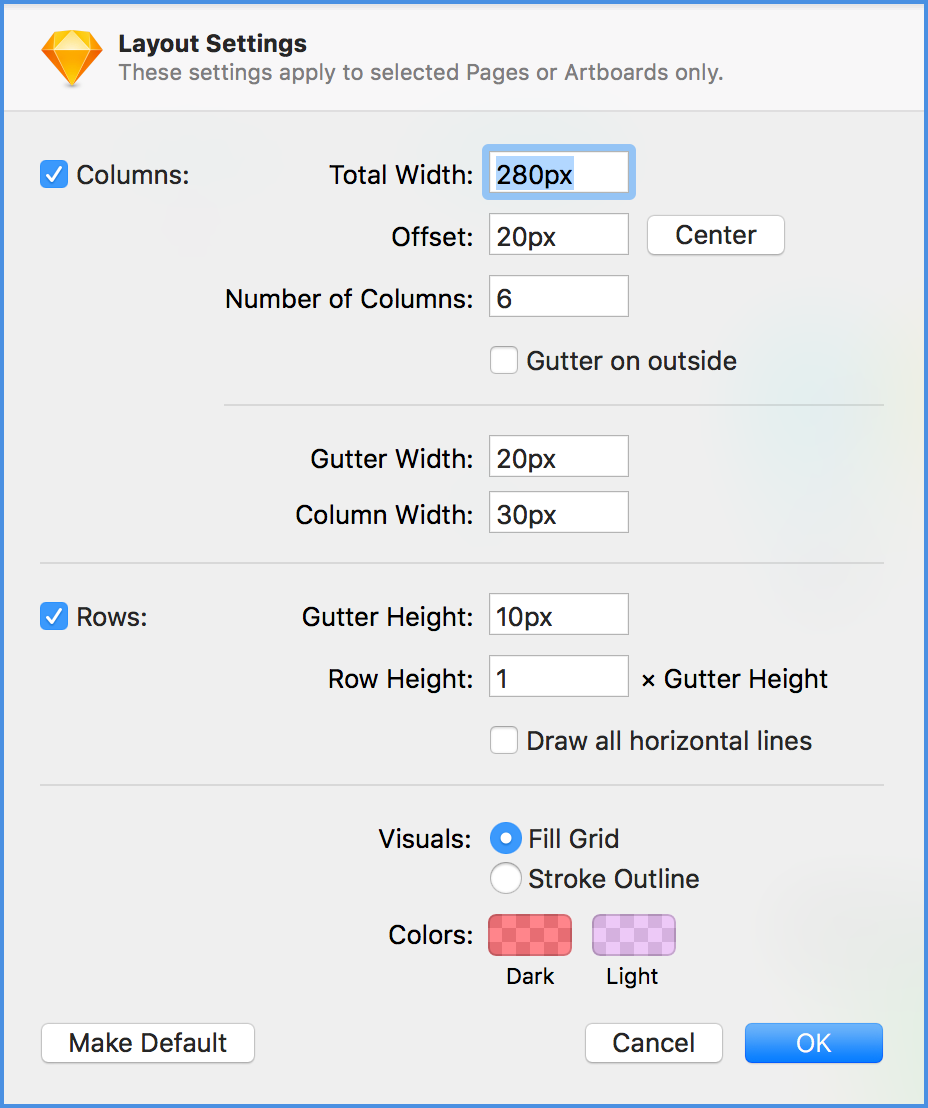 Layout Settings
These settings apply to selected Pages or Artboards only.
Columns: Total Width: 280px
Offset: 20px Center
Number of Columns: 6
Gutter on outside
Gutter Width: 20px
Column Width: 30px
Rows: Gutter Height: 10px
Row Height: 1 × Gutter Height
Draw all horizontal lines
Visuals: Fill Grid
Stroke Outline
Colors:
Dark Light
Make Default Cancel OK